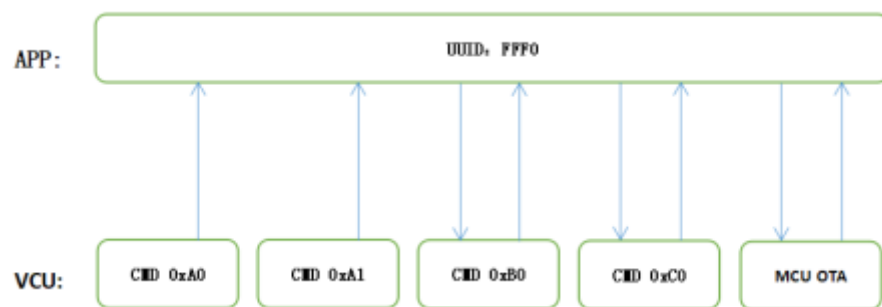 APP:
UUID: FFF0
VCU:
CMD 0xA0
CMD 0xA1
CMD 0xB0
CMD 0xC0
MCU OTA